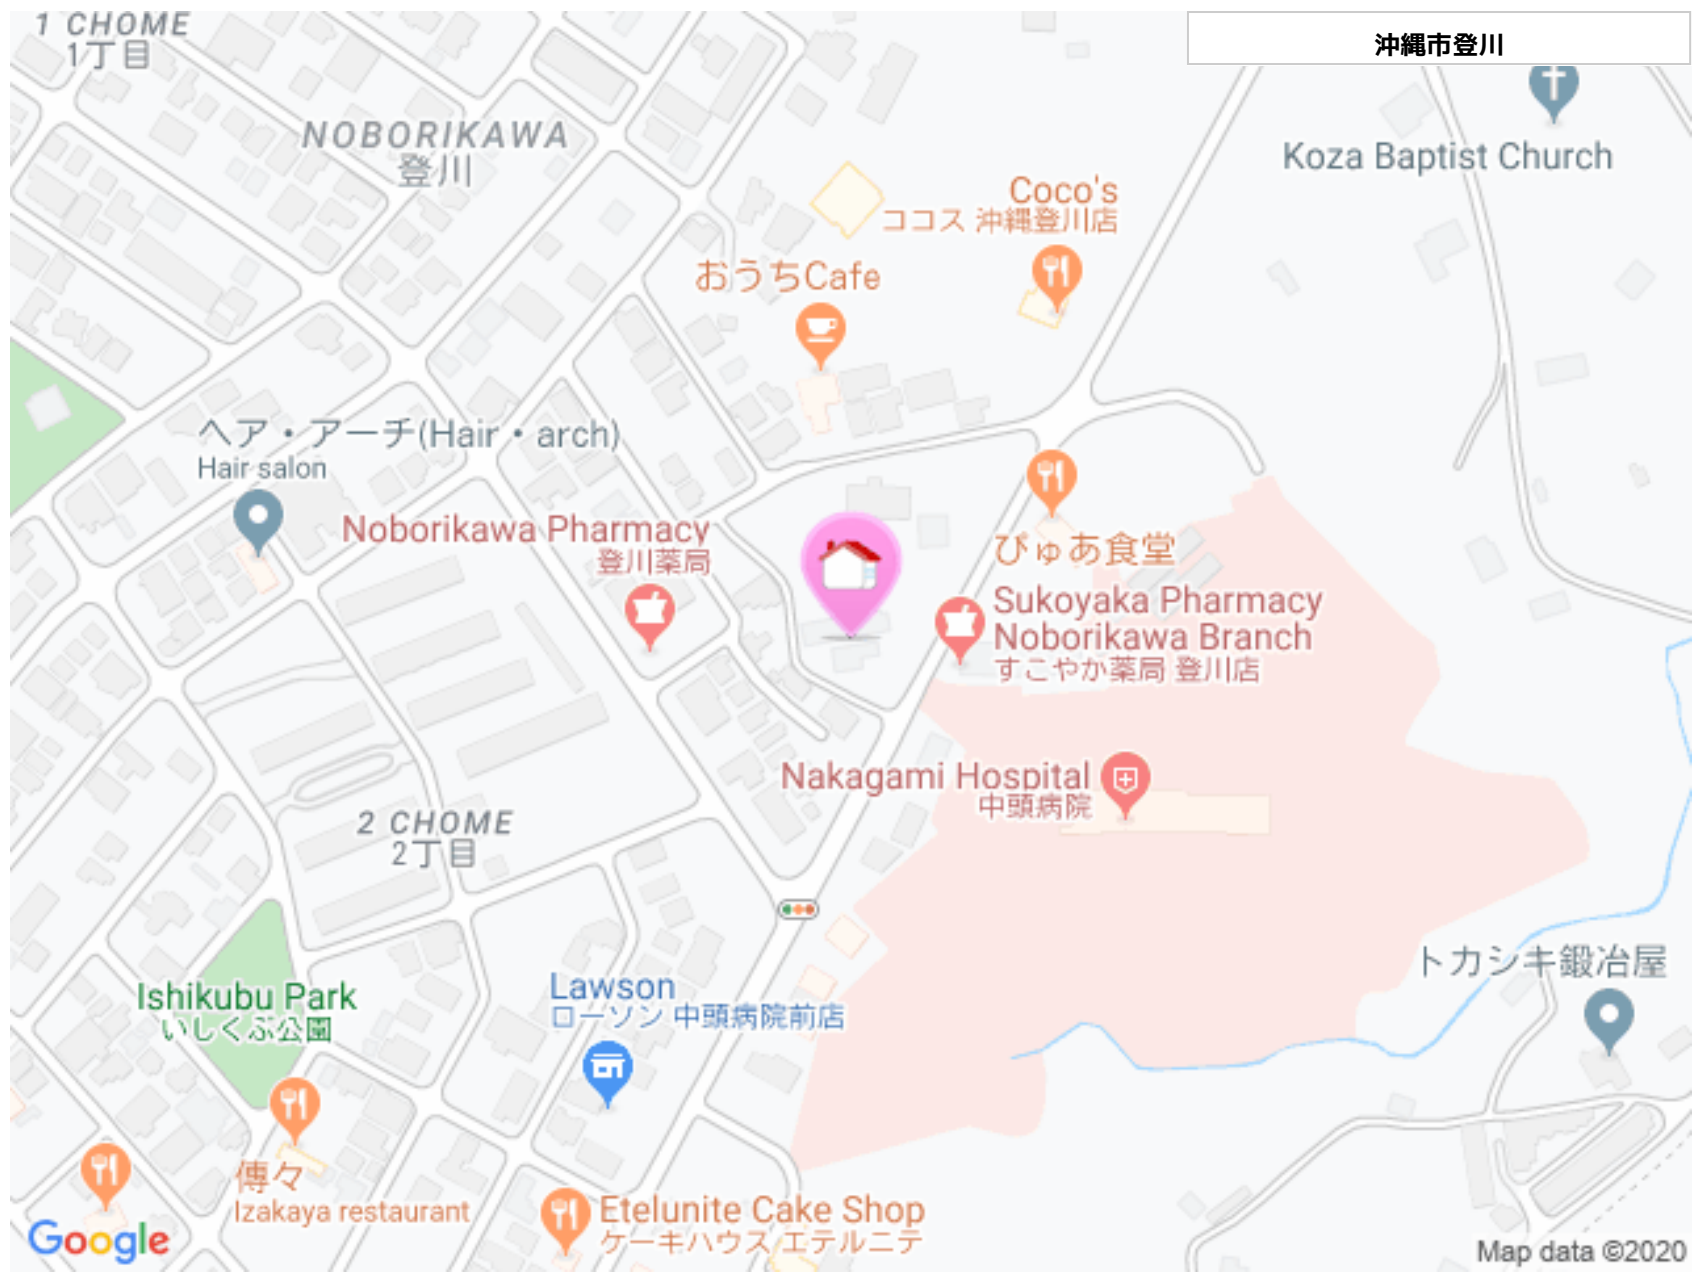 1 CHOME
1丁目
沖縄市登川
NOBORIKAWA
登川
Koza Baptist Church
Coco's
ココス 沖縄登川店
おうちCafe
ヘア・アーチ(Hair・arch)
Hair salon
Noborikawa Pharmacy
登川薬局
ぴゅあ食堂
Sukoyaka Pharmacy
Noborikawa Branch
すこやか薬局 登川店
Nakagami Hospital
中頭病院
2 CHOME
2丁目
トカシキ鍛冶屋
Ishikubu Park
いしくぶ公園
Lawson
ローソン 中頭病院前店
傳々
Izakaya restaurant
Etelunite Cake Shop
ケーキハウス エテルニテ
Google
Map data ©2020